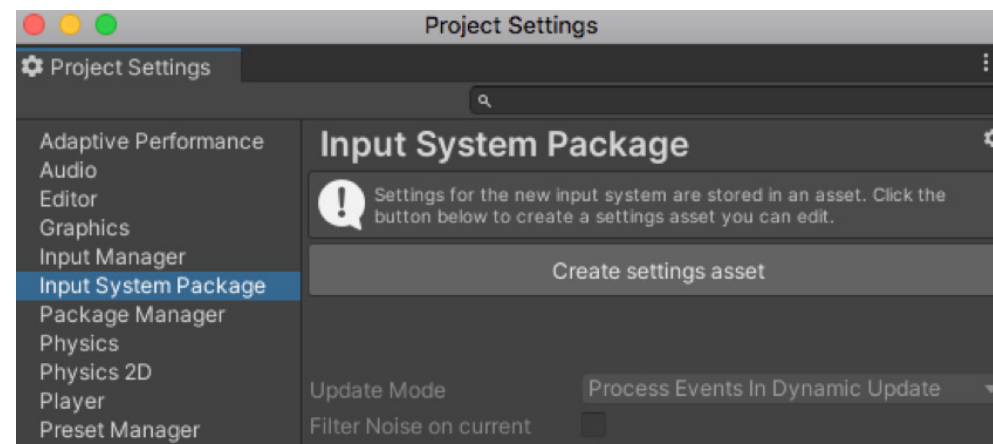 Project Settings
Project Settings
Adaptive Performance
Audio
Editor
Graphics
Input Manager
Input System Package
Package Manager
Physics
Physics 2D
Player
Preset Manager
Input System Package
Settings for the new input system are stored in an asset. Click the
button below to create a settings asset you can edit.
Create settings asset
Update Mode Process Events In Dynamic Update
Filter Noise on current